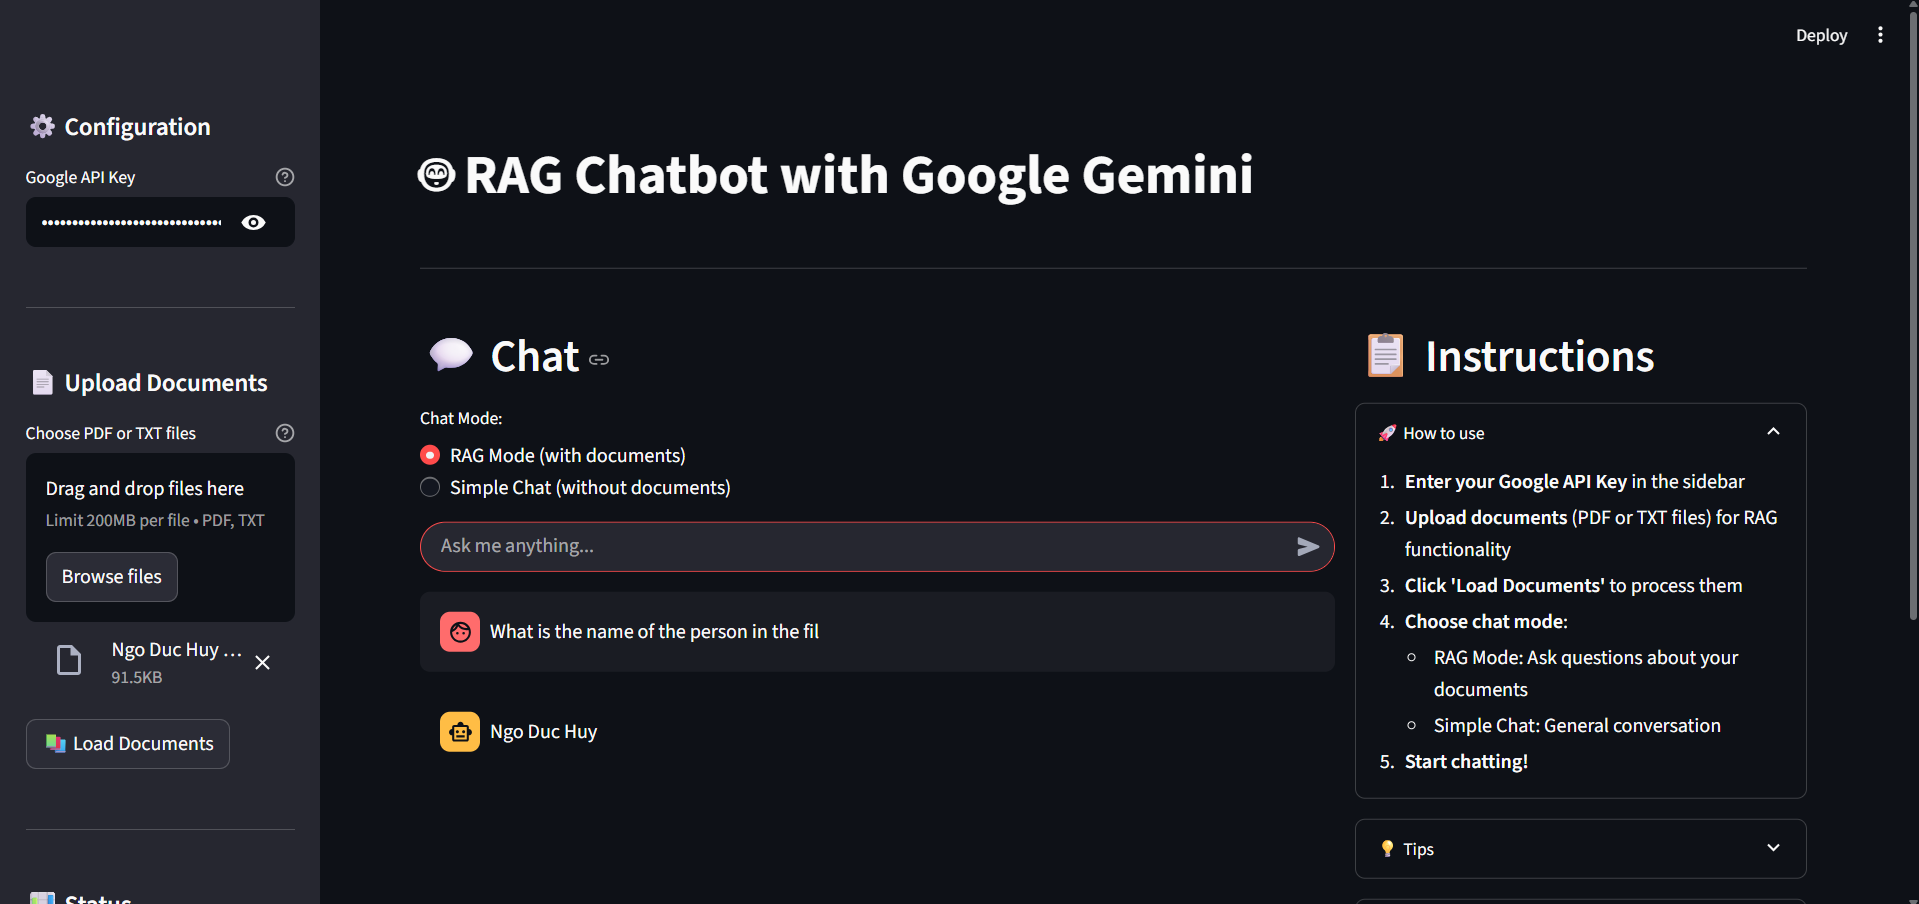 Deploy
Configuration
Google API Key
Upload Documents
Choose PDF or TXT files
Drag and drop files here
Limit 200MB per file • PDF, TXT
Browse files
Ngo Duc Huy ...
91.5KB
Load Documents
Status
RAG Chatbot with Google Gemini
Chat
Chat Mode:
RAG Mode (with documents)
Simple Chat (without documents)
Ask me anything...
What is the name of the person in the fil
Ngo Duc Huy
Instructions
How to use
1. Enter your Google API Key in the sidebar
2. Upload documents (PDF or TXT files) for RAG
functionality
3. Click 'Load Documents' to process them
4. Choose chat mode:
RAG Mode: Ask questions about your
documents
Simple Chat: General conversation
5. Start chatting!
Tips